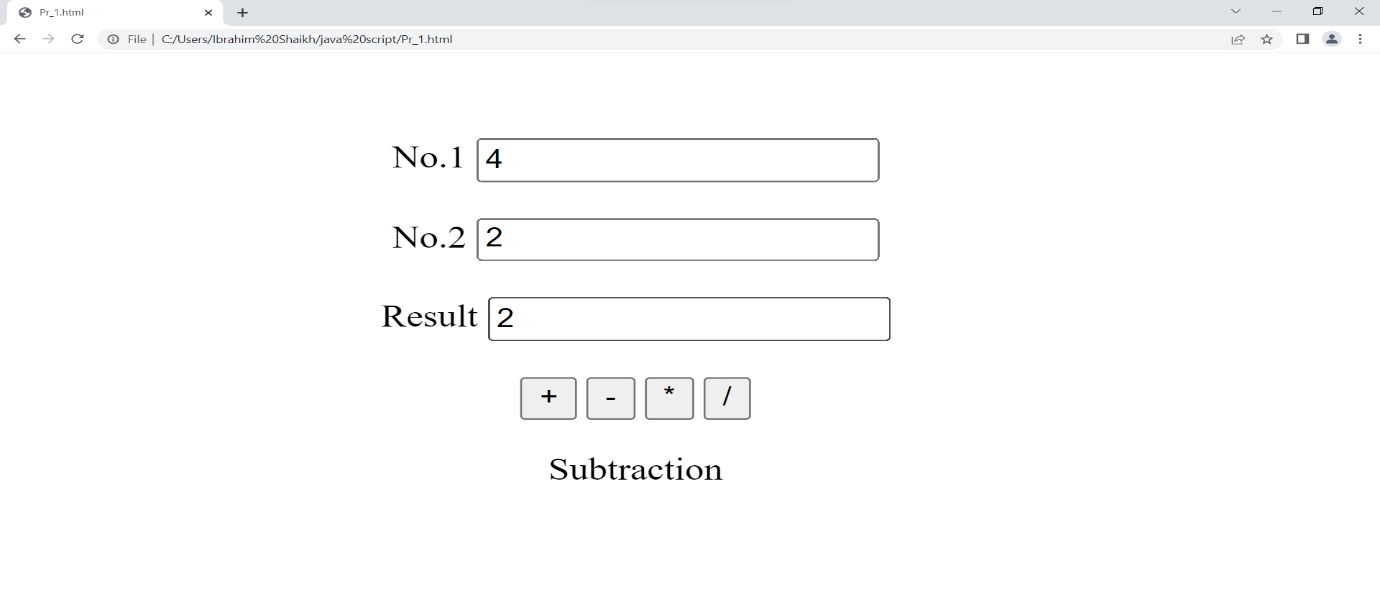 Pr_1.html
File | C:/Users/Ibrahim%20Shaikh/java%20script/Pr_1.html
No.1 4
No.2 2
Result 2
+ - * /
Subtraction